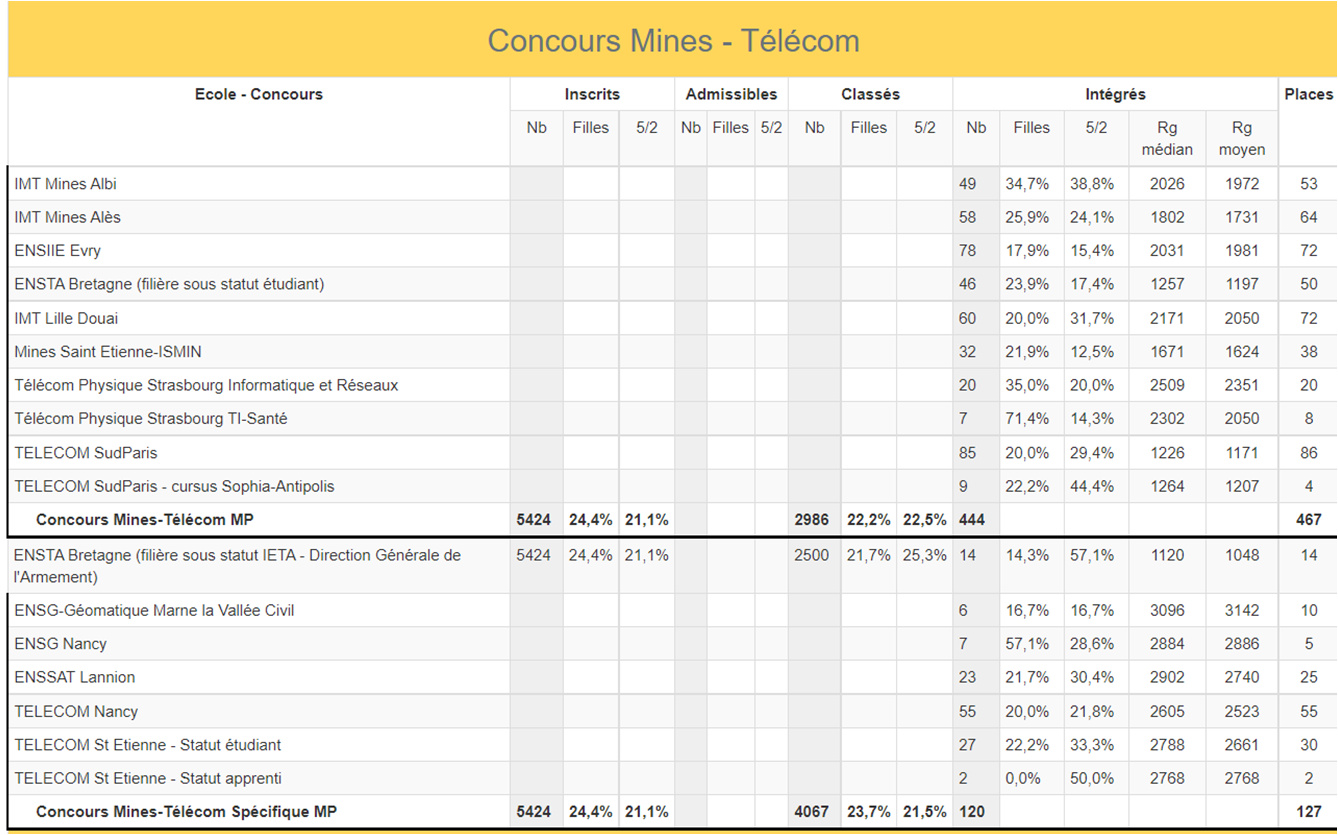 Concours Mines - Télécom
Ecole - Concours Inscrits Admissibles Classés Intégrés Places
Nb Filles 5/2 Nb Filles 5/2 Nb Filles 5/2 Nb Filles 5/2 Rg médian Rg moyen
IMT Mines Albi 49 34,7% 38,8% 2026 1972 53
IMT Mines Alès 58 25,9% 24,1% 1802 1731 64
ENSIIE Evry 78 17,9% 15,4% 2031 1981 72
ENSTA Bretagne (filière sous statut étudiant) 46 23,9% 17,4% 1257 1197 50
IMT Lille Douai 60 20,0% 31,7% 2171 2050 72
Mines Saint Etienne-ISMIN 32 21,9% 12,5% 1671 1624 38
Télécom Physique Strasbourg Informatique et Réseaux 20 35,0% 20,0% 2509 2351 20
Télécom Physique Strasbourg TI-Santé 7 71,4% 14,3% 2302 2050 8
TELECOM SudParis 85 20,0% 29,4% 1226 1171 86
TELECOM SudParis - cursus Sophia-Antipolis 9 22,2% 44,4% 1264 1207 4
Concours Mines-Télécom MP 5424 24,4% 21,1% 2986 22,2% 22,5% 444 467
ENSTA Bretagne (filière sous statut IETA - Direction Générale de 5424 24,4% 21,1% 2500 21,7% 25,3% 14 14,3% 57,1% 1120 1048 14
l'Armement)
ENSG-Géomatique Marne la Vallée Civil 6 16,7% 16,7% 3096 3142 10
ENSG Nancy 7 57,1% 28,6% 2884 2886 5
ENSSAT Lannion 23 21,7% 30,4% 2902 2740 25
TELECOM Nancy 55 20,0% 21,8% 2605 2523 55
TELECOM St Etienne - Statut étudiant 27 22,2% 33,3% 2788 2661 30
TELECOM St Etienne - Statut apprenti 2 0,0% 50,0% 2768 2768 2
Concours Mines-Télécom Spécifique MP 5424 24,4% 21,1% 4067 23,7% 21,5% 120 127